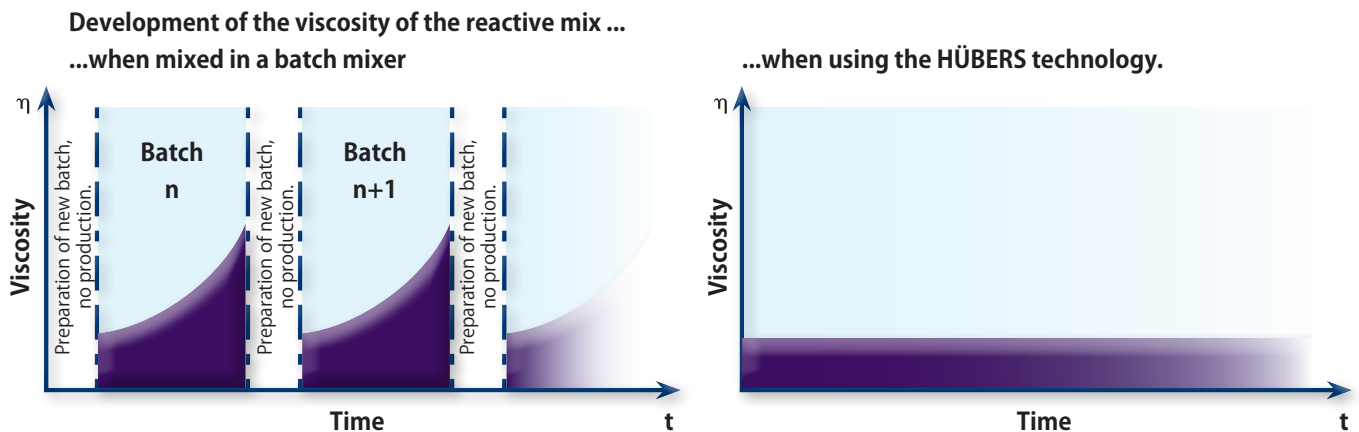 Development of the viscosity of the reactive mix ...
...when mixed in a batch mixer
η
Viscosity
Preparation of new batch,
no production.
Batch
n
Preparation of new batch,
no production.
Batch
n+1
Preparation of new batch,
no production.
Time
t
...when using the HÜBERS technology.
η
Viscosity
Time
t